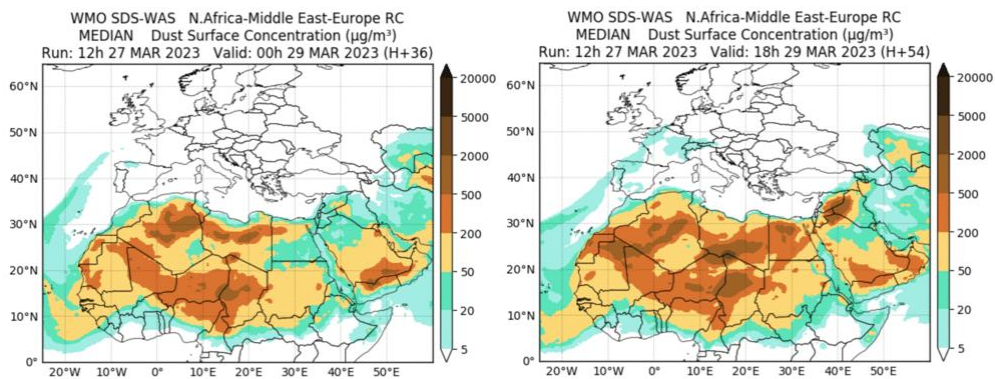 WMO SDS-WAS N.Africa-Middle East-Europe RC
MEDIAN Dust Surface Concentration (µg/m³)
Run: 12h 27 MAR 2023 Valid: 00h 29 MAR 2023 (H+36)
60°N
50°N
40°N
30°N
20°N
10°N
0°
20°W
10°W
0°
10°E
20°E
30°E
40°E
50°E
20000
5000
2000
500
200
50
20
5
WMO SDS-WAS N.Africa-Middle East-Europe RC
MEDIAN Dust Surface Concentration (µg/m³)
Run: 12h 27 MAR 2023 Valid: 18h 29 MAR 2023 (H+54)
60°N
50°N
40°N
30°N
20°N
10°N
0°
20°W
10°W
0°
10°E
20°E
30°E
40°E
50°E
20000
5000
2000
500
200
50
20
5